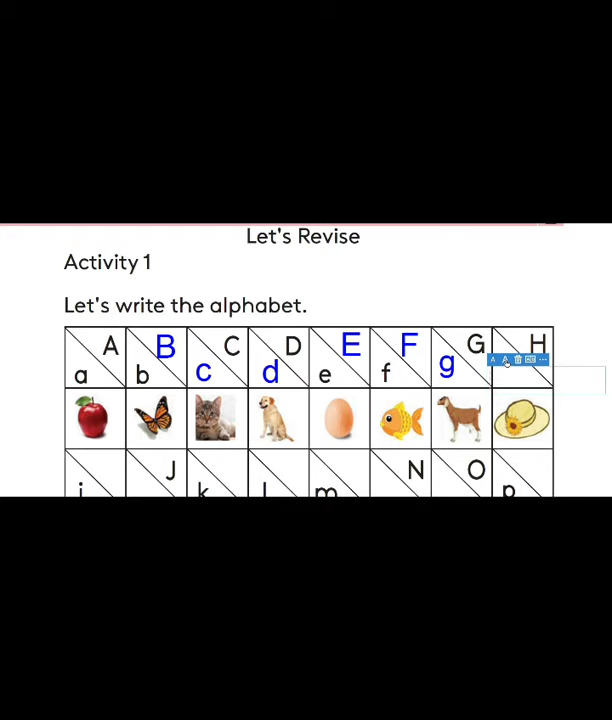 Let's Revise
Activity 1
Let's write the alphabet.
A B C D E F G H
a b c d e f g
J N O
i k l m p